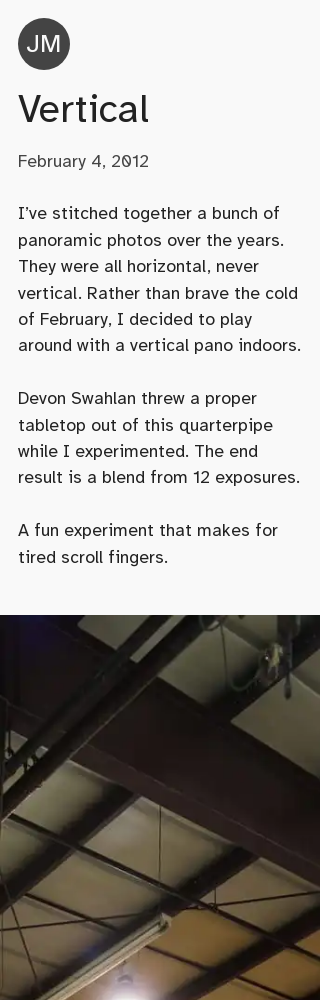 JM
Vertical
February 4, 2012
I’ve stitched together a bunch of
panoramic photos over the years.
They were all horizontal, never
vertical. Rather than brave the cold
of February, I decided to play
around with a vertical pano indoors.
Devon Swahlan threw a proper
tabletop out of this quarterpipe
while I experimented. The end
result is a blend from 12 exposures.
A fun experiment that makes for
tired scroll fingers.